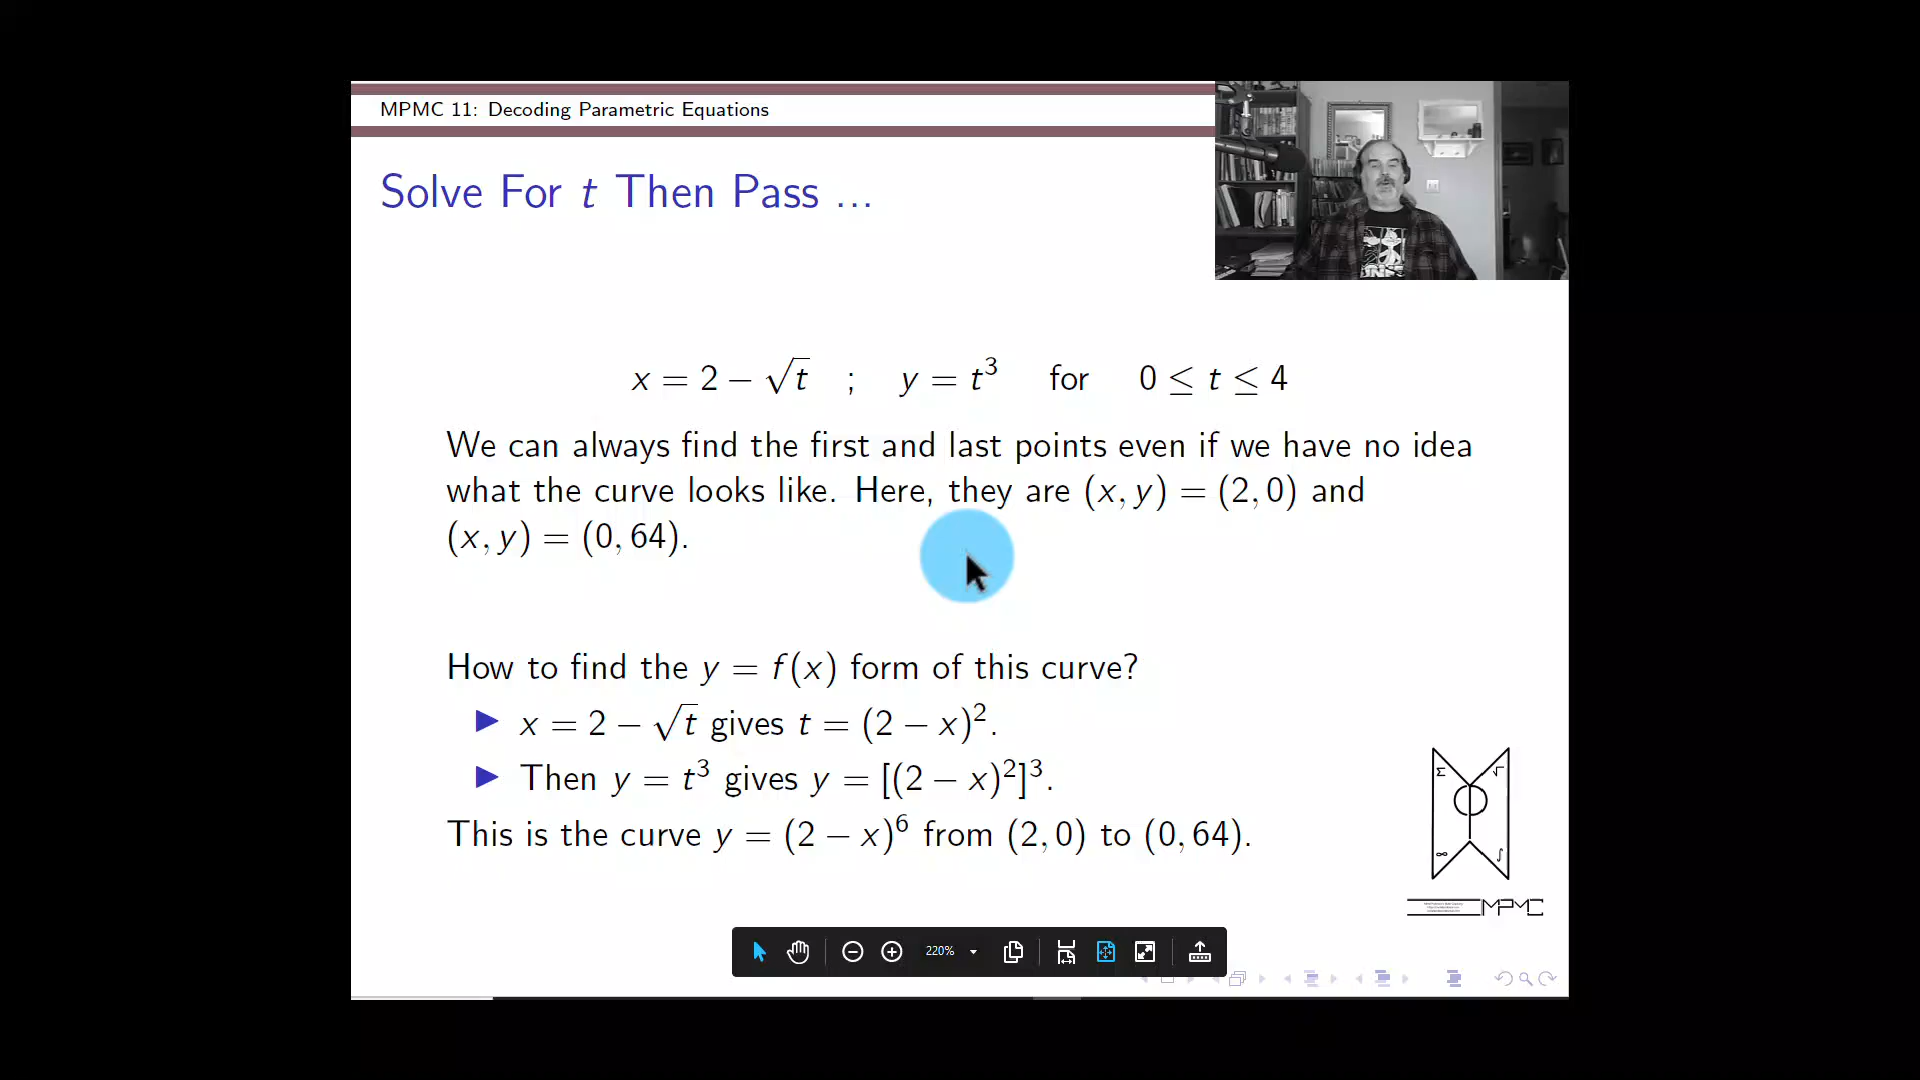 MPMC 11: Decoding Parametric Equations
Solve For t Then Pass ...
x = 2 − √t ; y = t³ for 0 ≤ t ≤ 4
We can always find the first and last points even if we have no idea
what the curve looks like. Here, they are (x, y) = (2, 0) and
(x, y) = (0, 64).
How to find the y = f(x) form of this curve?
▶ x = 2 − √t gives t = (2 − x)².
▶ Then y = t³ gives y = [(2 − x)²]³.
This is the curve y = (2 − x)⁶ from (2, 0) to (0, 64).
Σ √
∞ ∫
MPMC
220%